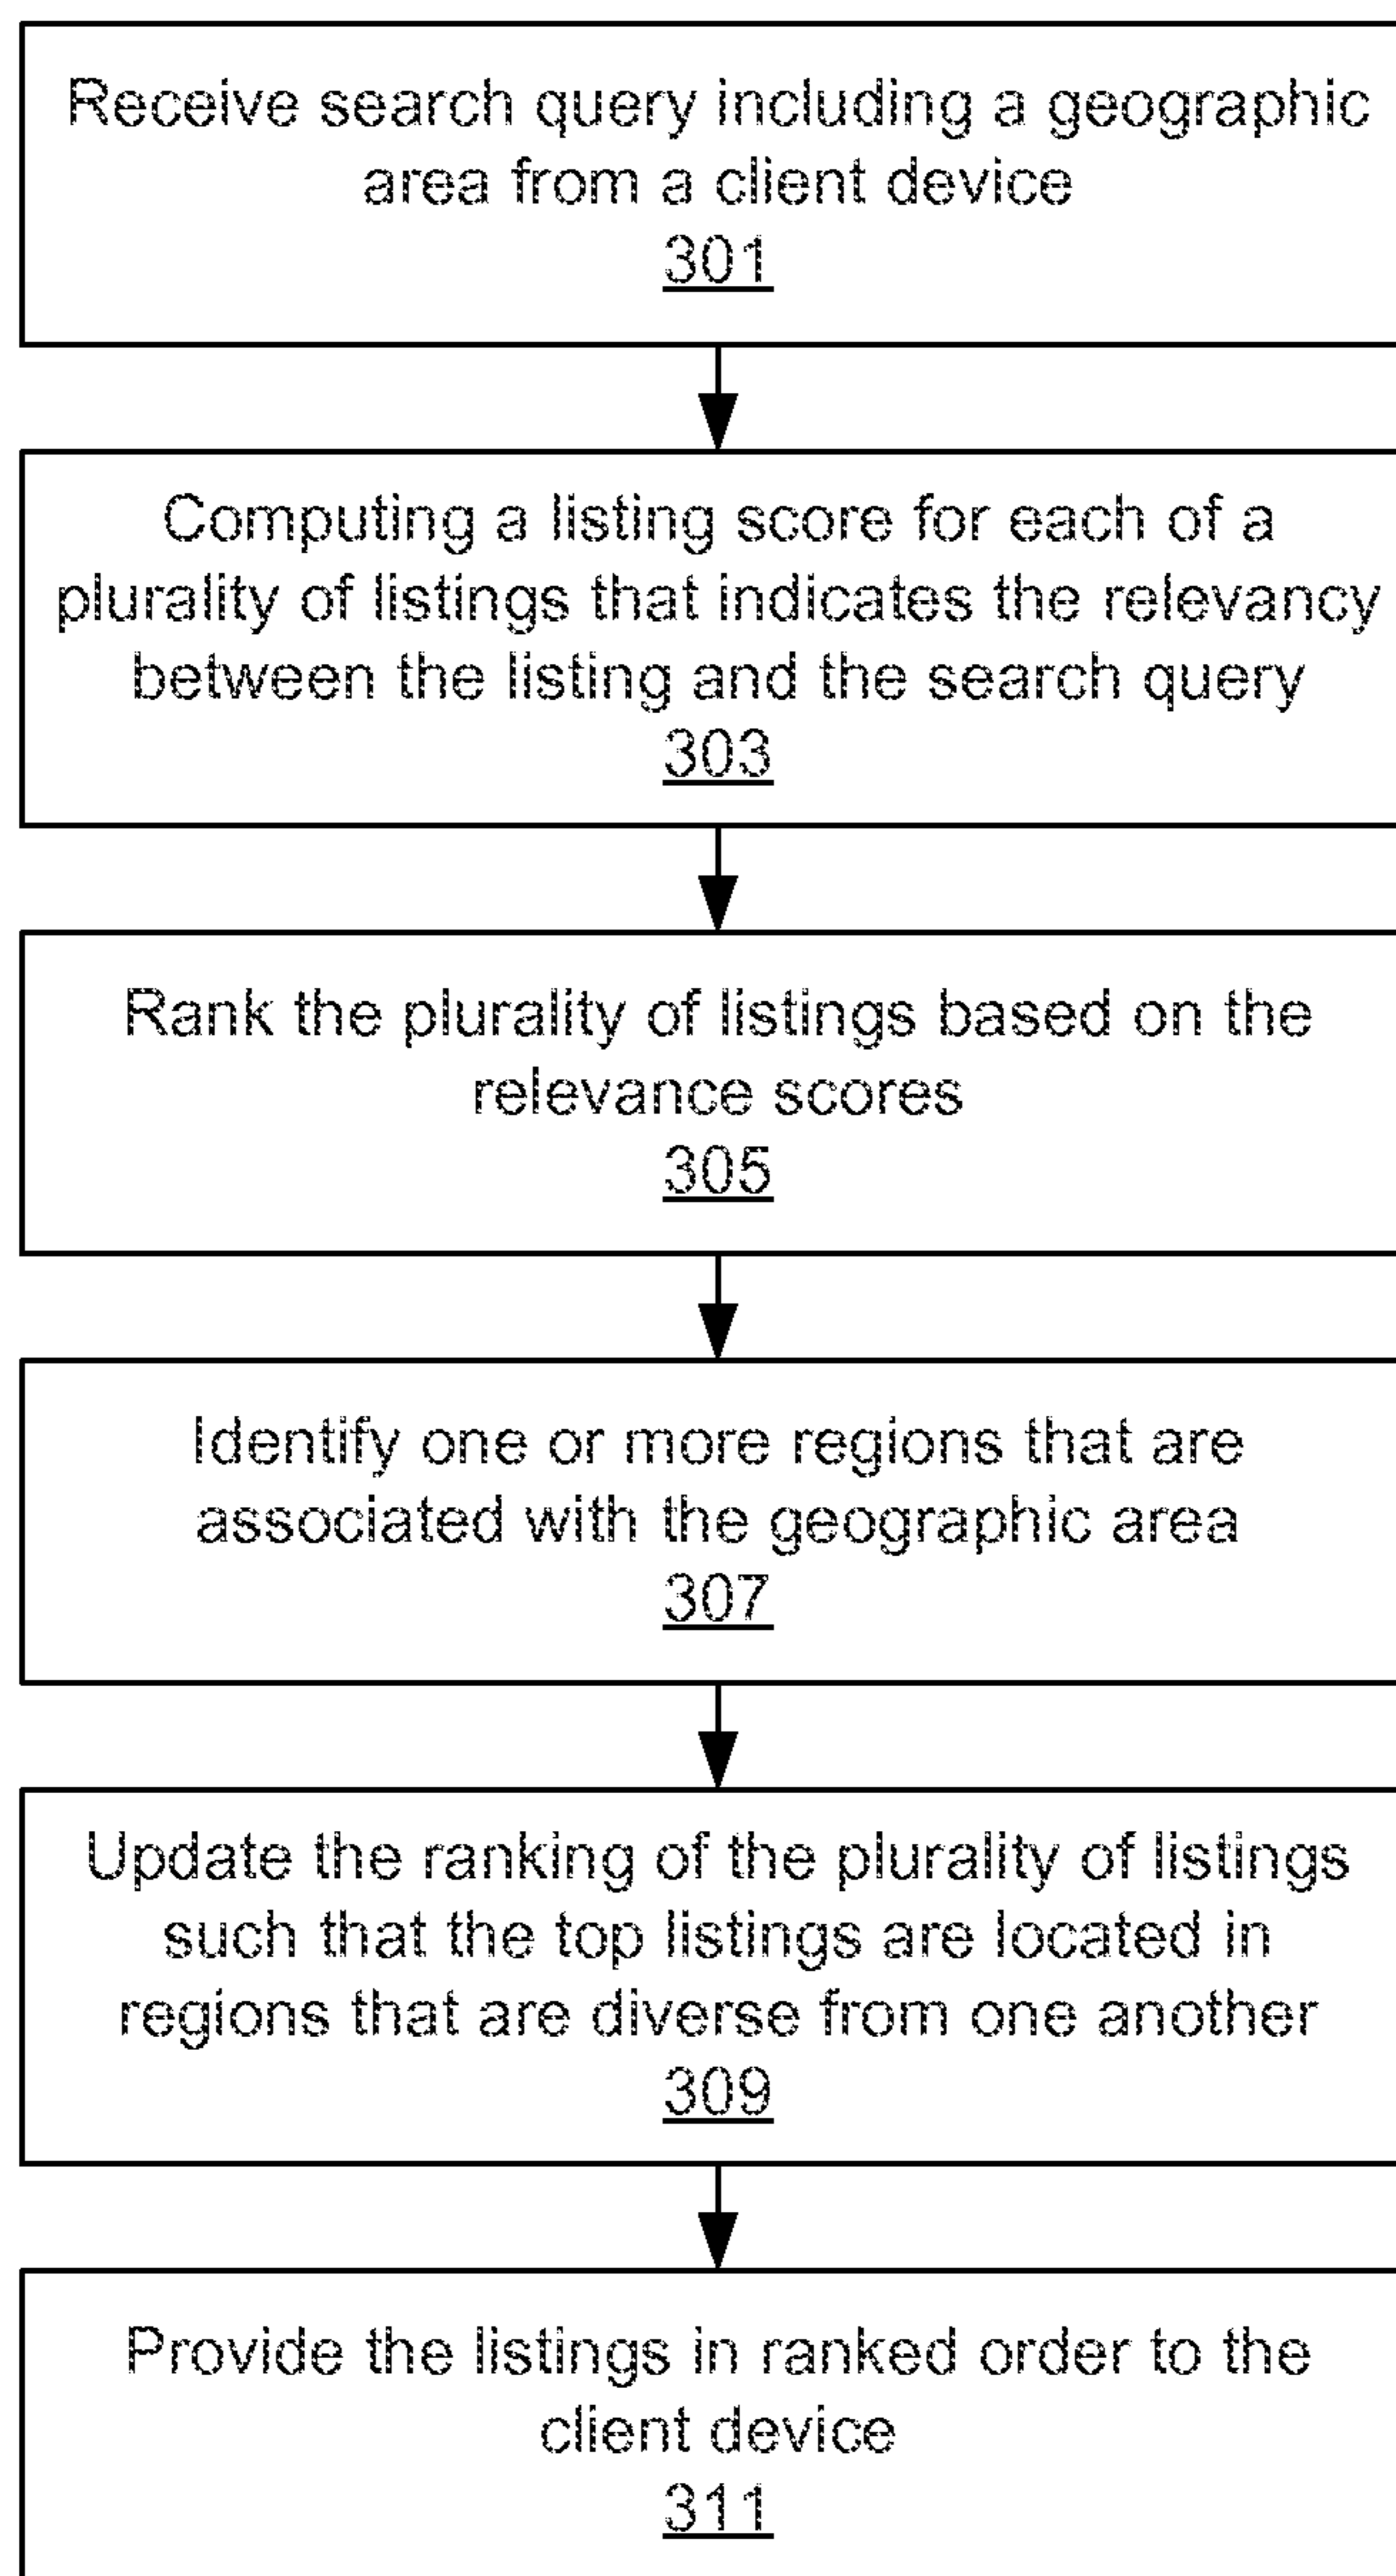 Receive search query including a geographic
area from a client device
301
Computing a listing score for each of a
plurality of listings that indicates the relevancy
between the listing and the search query
303
Rank the plurality of listings based on the
relevance scores
305
Identify one or more regions that are
associated with the geographic area
307
Update the ranking of the plurality of listings
such that the top listings are located in
regions that are diverse from one another
309
Provide the listings in ranked order to the
client device
311